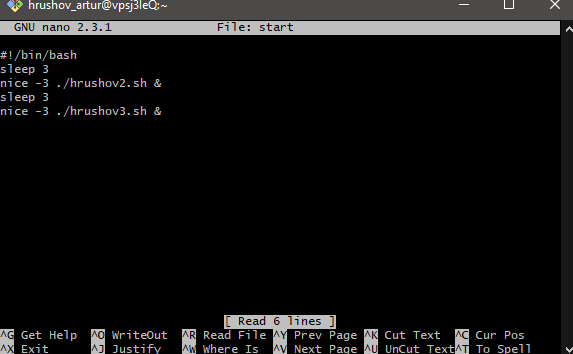 hrushov_artur@vpsj3leQ:~
GNU nano 2.3.1 File: start
#!/bin/bash
sleep 3
nice -3 ./hrushov2.sh &
sleep 3
nice -3 ./hrushov3.sh &
[ Read 6 lines ]
^G Get Help ^O WriteOut ^R Read File ^Y Prev Page ^K Cut Text ^C Cur Pos
^X Exit ^J Justify ^W Where Is ^V Next Page ^U UnCut Text ^T To Spell